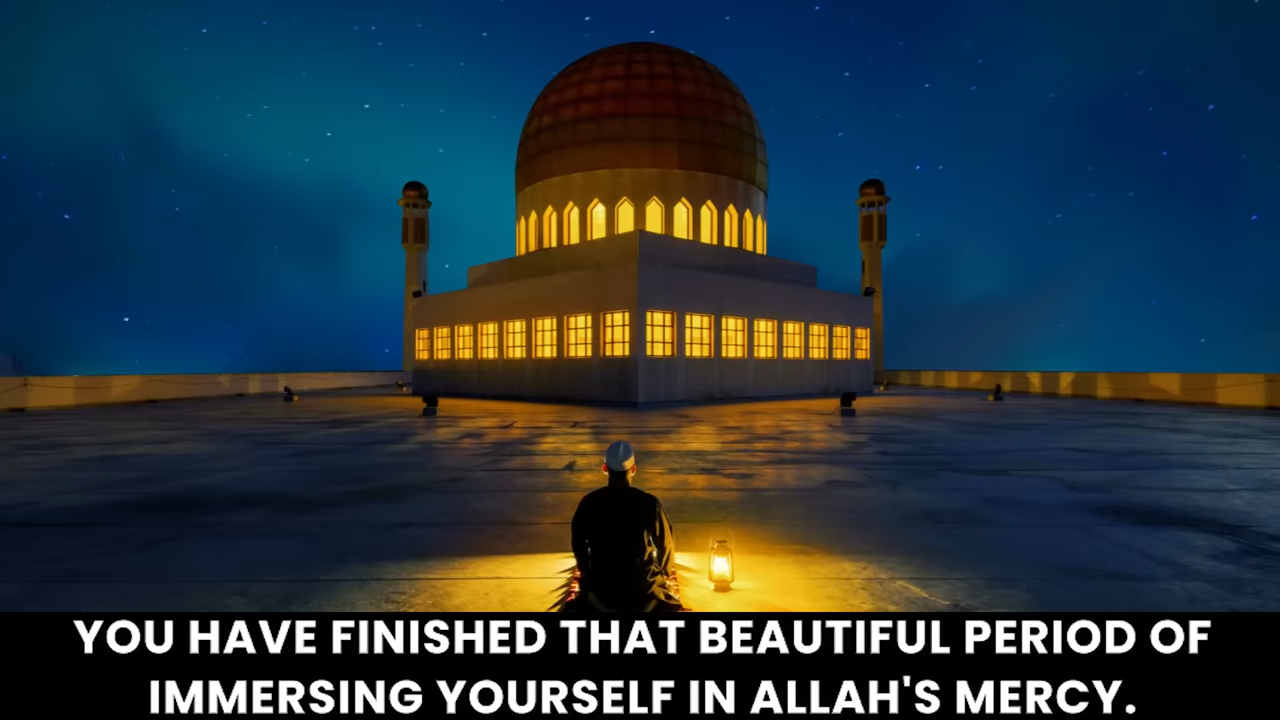 YOU HAVE FINISHED THAT BEAUTIFUL PERIOD OF
IMMERSING YOURSELF IN ALLAH'S MERCY.